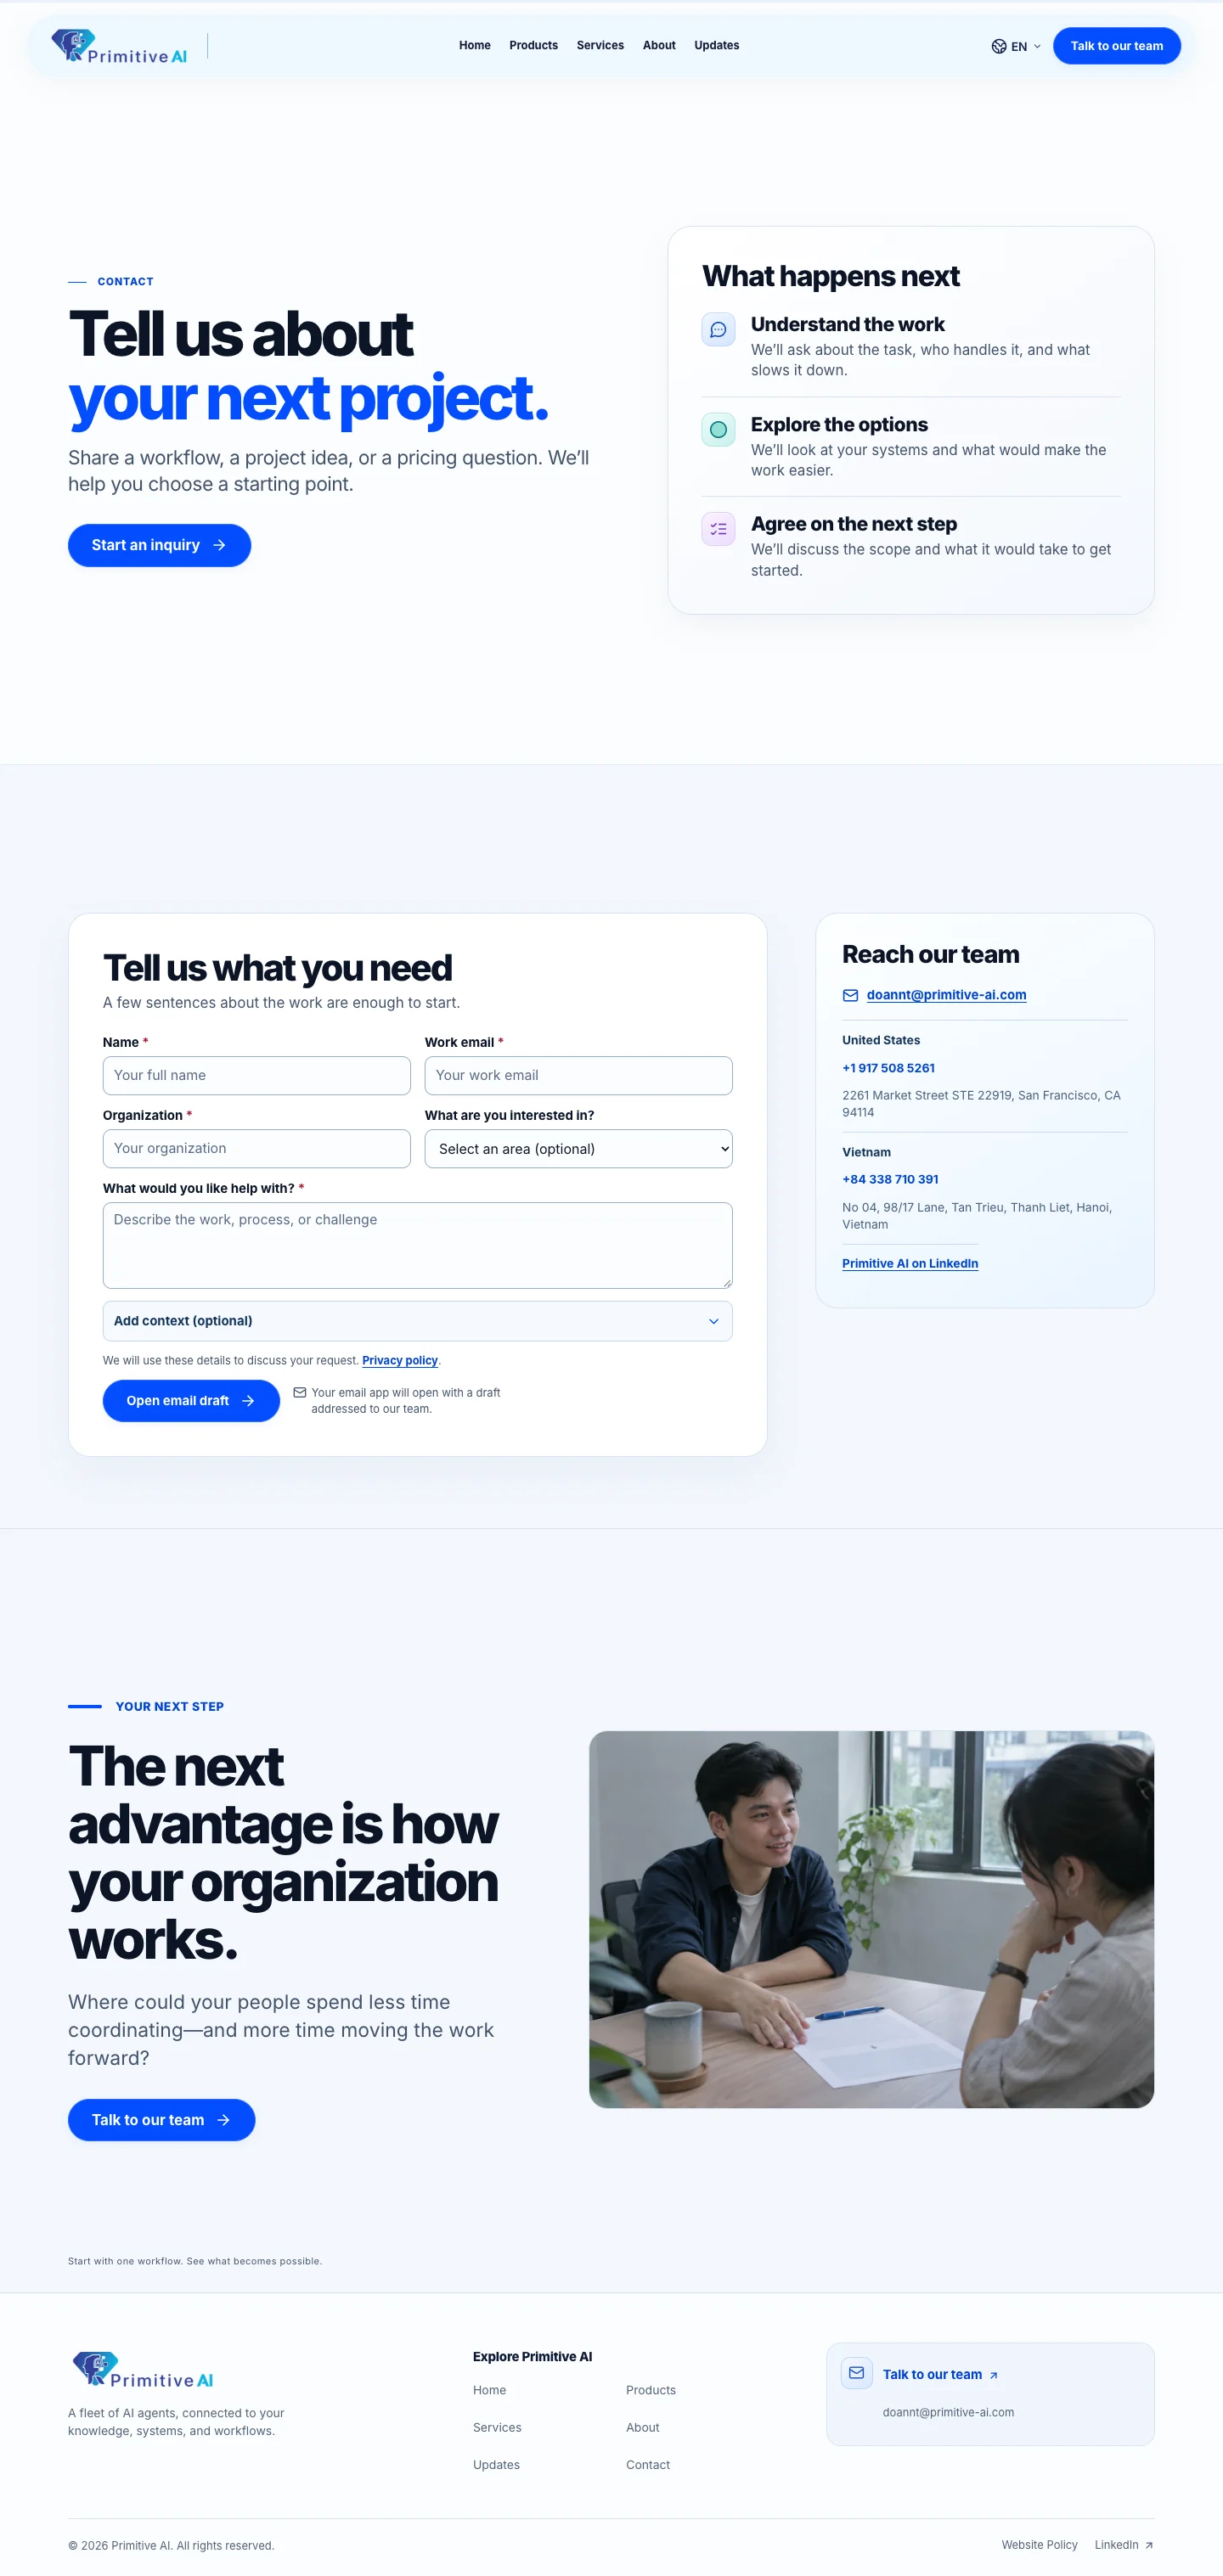 Primitive AI
Home
Products
Services
About
Updates
EN
Talk to our team
CONTACT
Tell us about
your next project.
Share a workflow, a project idea, or a pricing question. We’ll
help you choose a starting point.
Start an inquiry
What happens next
Understand the work
We’ll ask about the task, who handles it, and what
slows it down.
Explore the options
We’ll look at your systems and what would make the
work easier.
Agree on the next step
We’ll discuss the scope and what it would take to get
started.
Tell us what you need
A few sentences about the work are enough to start.
Name *
Work email *
Your full name
Your work email
Organization *
What are you interested in?
Your organization
Select an area (optional)
What would you like help with? *
Describe the work, process, or challenge
Add context (optional)
We will use these details to discuss your request. Privacy policy.
Open email draft
Your email app will open with a draft
addressed to our team.
Reach our team
doannt@primitive-ai.com
United States
+1 917 508 5261
2261 Market Street STE 22919, San Francisco, CA
94114
Vietnam
+84 338 710 391
No 04, 98/17 Lane, Tan Trieu, Thanh Liet, Hanoi,
Vietnam
Primitive AI on LinkedIn
YOUR NEXT STEP
The next
advantage is how
your organization
works.
Where could your people spend less time
coordinating—and more time moving the work
forward?
Talk to our team
Start with one workflow. See what becomes possible.
Primitive AI
A fleet of AI agents, connected to your
knowledge, systems, and workflows.
Explore Primitive AI
Home
Products
Services
About
Updates
Contact
Talk to our team
doannt@primitive-ai.com
© 2026 Primitive AI. All rights reserved.
Website Policy
LinkedIn